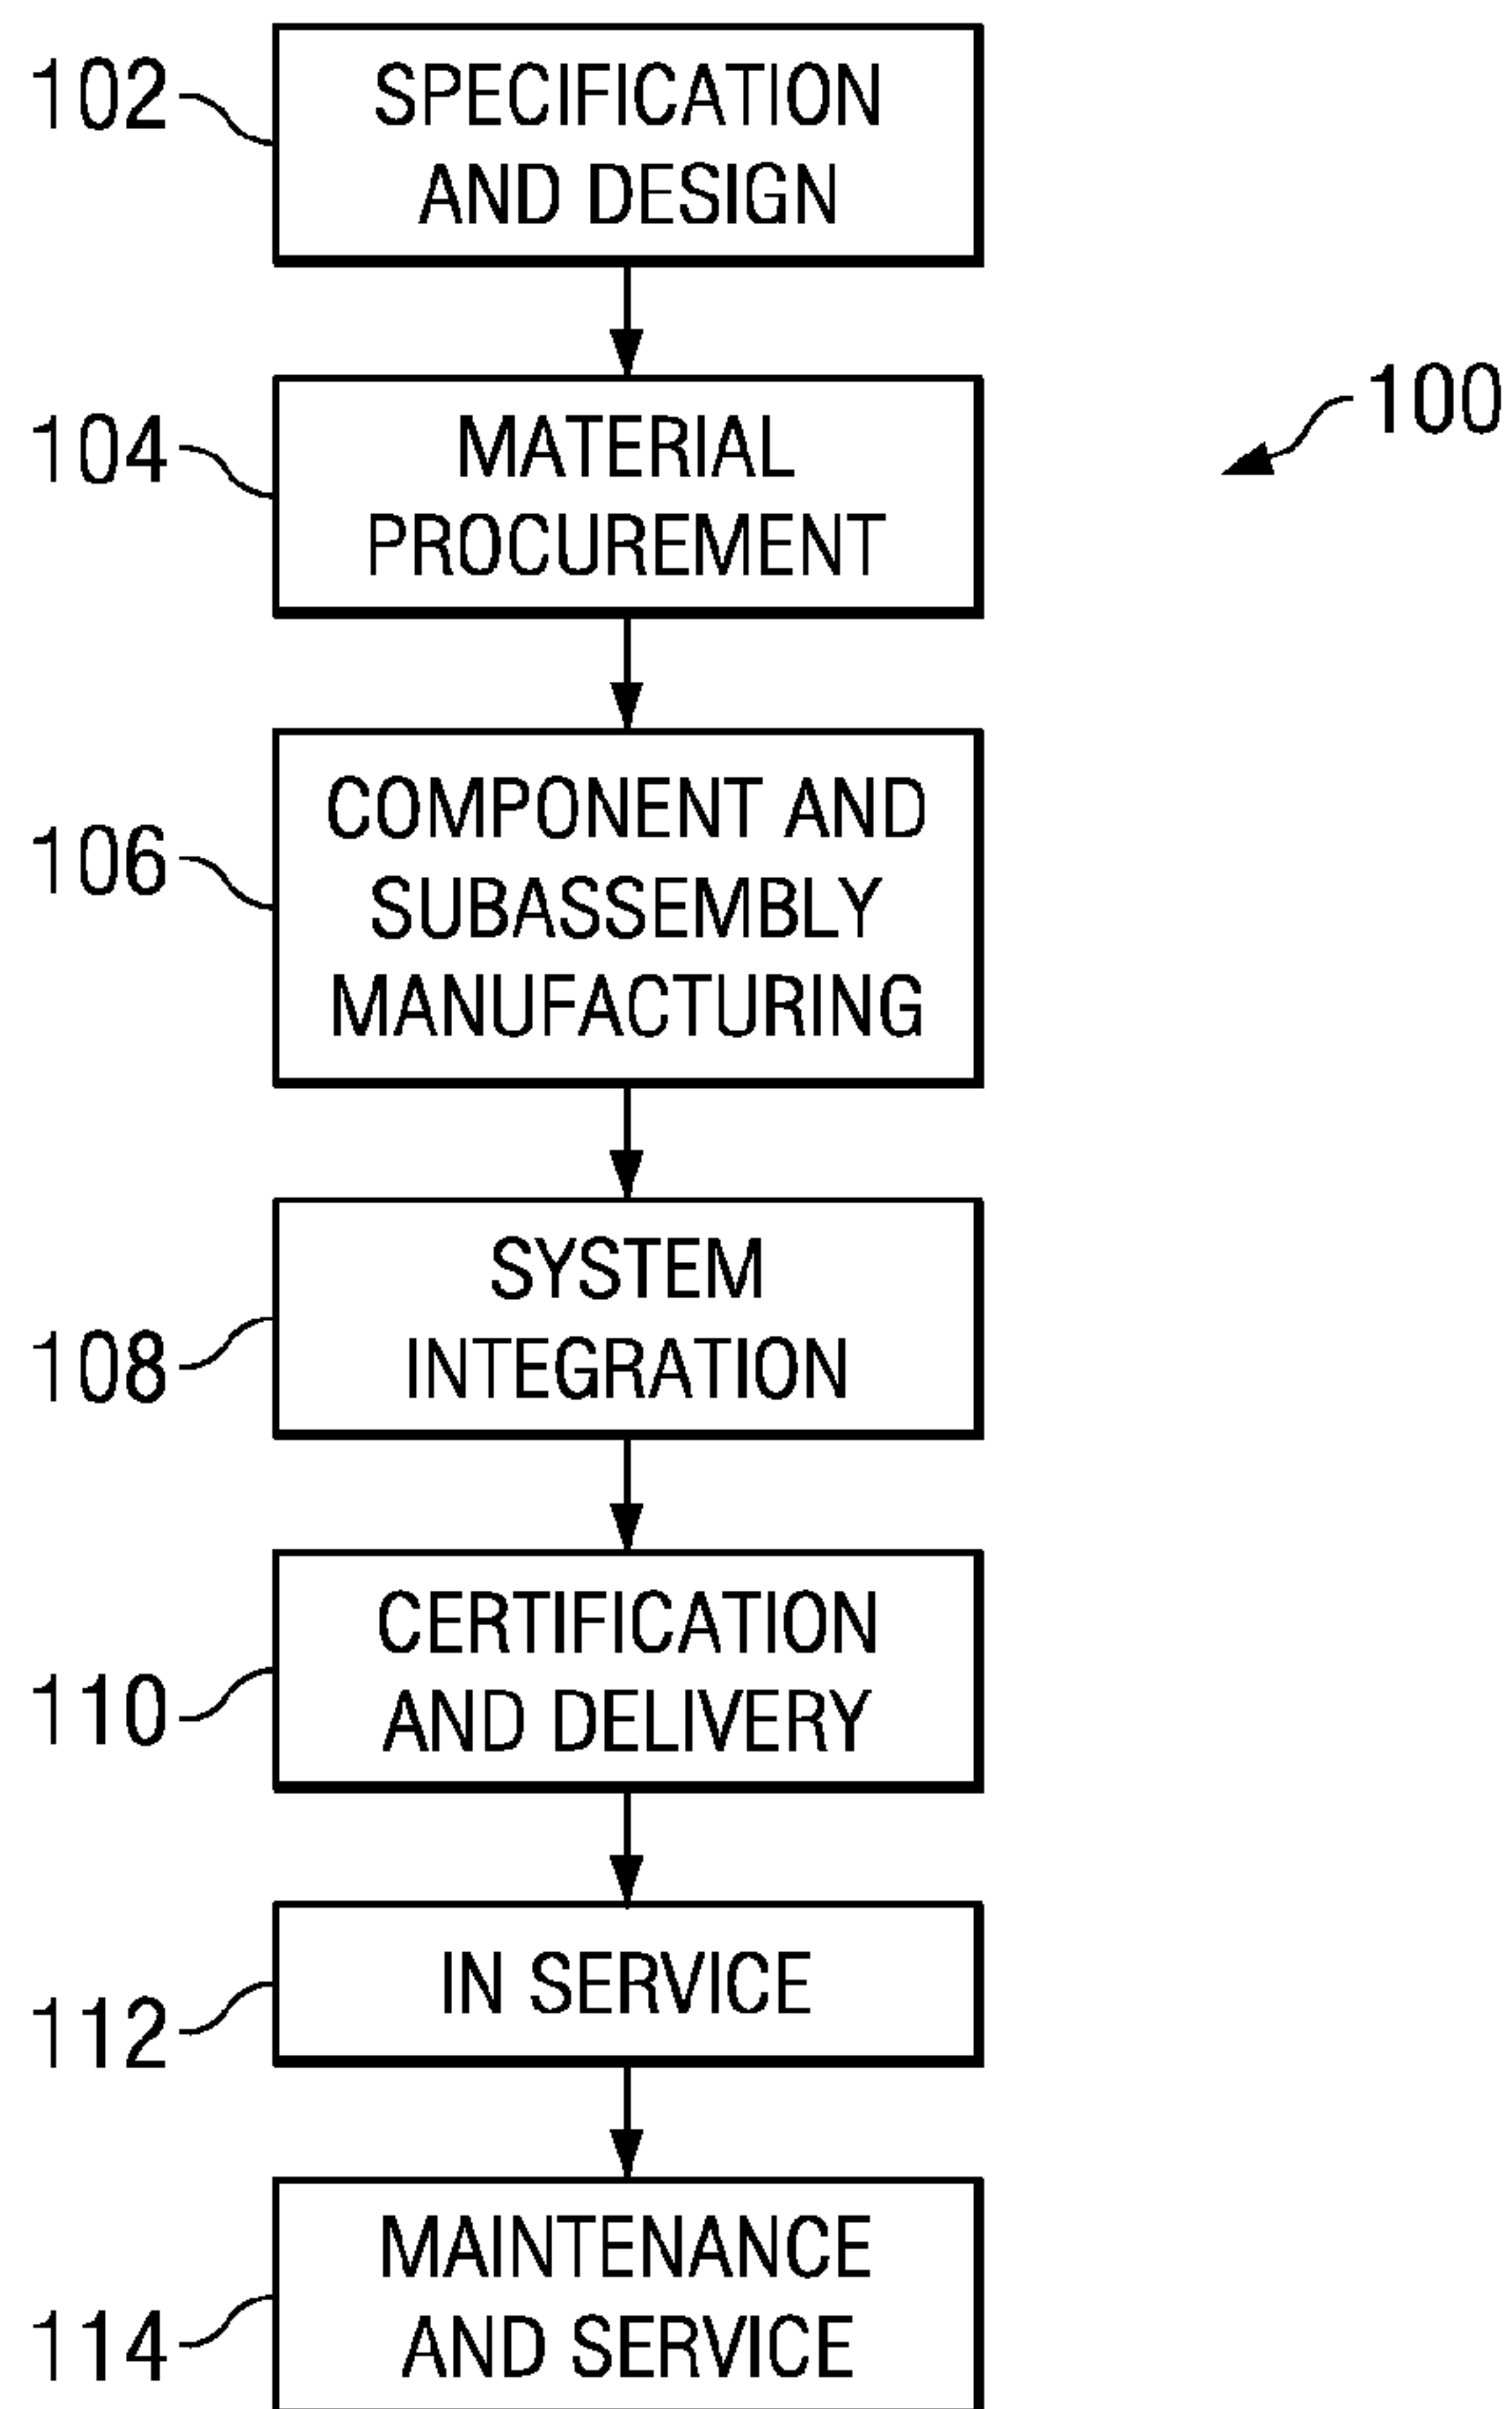 102
SPECIFICATION
AND DESIGN
104
MATERIAL
PROCUREMENT
100
106
COMPONENT AND
SUBASSEMBLY
MANUFACTURING
108
SYSTEM
INTEGRATION
110
CERTIFICATION
AND DELIVERY
112
IN SERVICE
114
MAINTENANCE
AND SERVICE